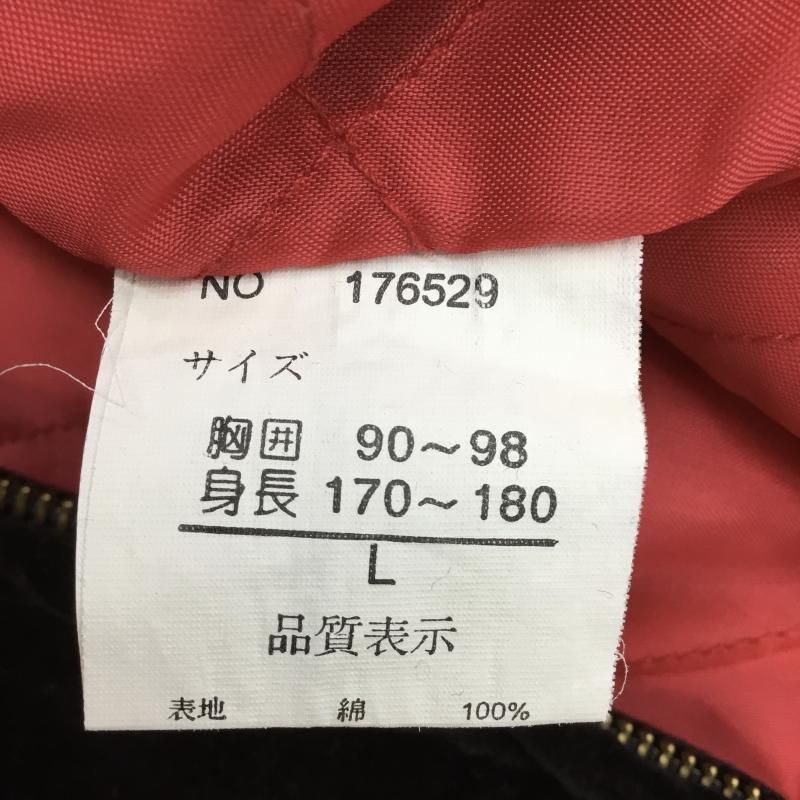 NO 176529
サイズ
胸囲 90～98
身長 170～180
L
品質表示
表地 綿 100%